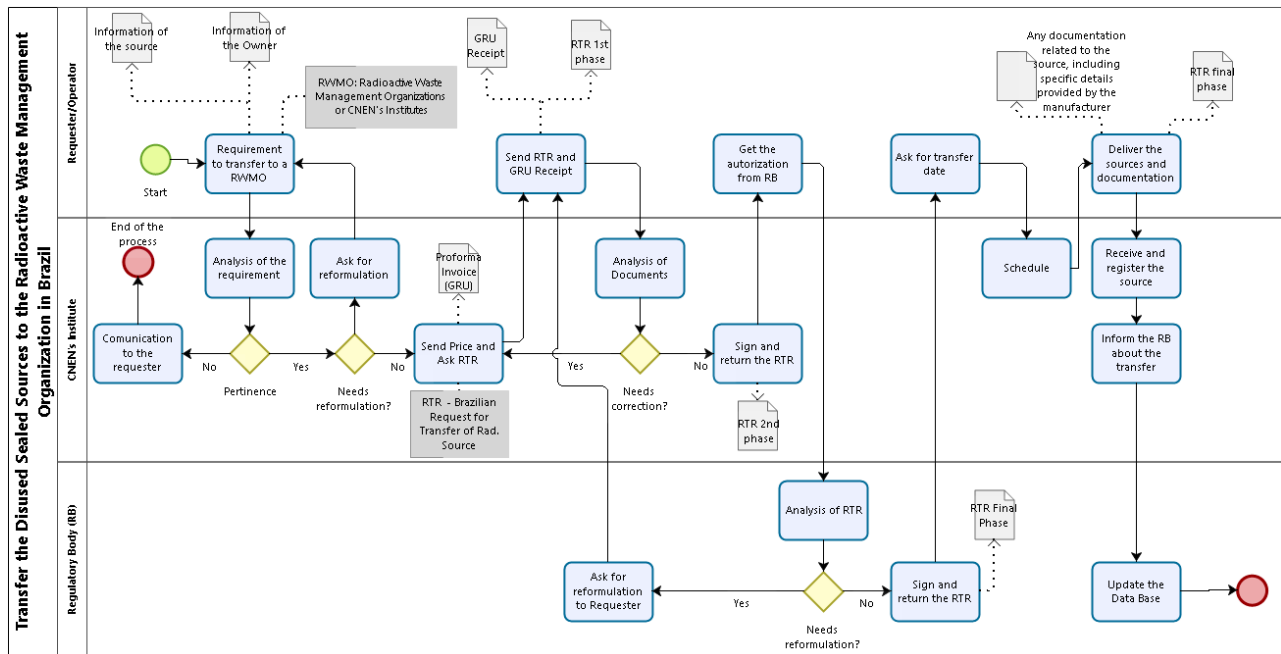 Transfer the Disused Sealed Sources to the Radioactive Waste Management
Organization in Brazil
Requester/Operator
Information of
the source
Information of
the Owner
RWMO: Radioactive Waste
Management Organizations
or CNEN's Institutes
GRU
Receipt
RTR 1st
phase
Any documentation
related to the
source, including
specific details
provided by the
manufacturer
RTR final
phase
Start
Requirement
to transfer to a
RWMO
Send RTR and
GRU Receipt
Get the
autorization
from RB
Ask for transfer
date
Deliver the
sources and
documentation
CNEN's Institute
End of the
process
Analysis of the
requirement
Ask for
reformulation
Proforma
Invoice
(GRU)
Analysis of
Documents
Schedule
Receive and
register the
source
Comunication
to the
requester
No
Pertinence
Yes
Needs
reformulation?
No
Send Price and
Ask RTR
Yes
Needs
correction?
No
Sign and
return the RTR
Inform the RB
about the
transfer
RTR - Brazilian
Request for
Transfer of Rad.
Source
RTR 2nd
phase
Regulatory Body (RB)
Analysis of RTR
RTR Final
Phase
Ask for
reformulation
to Requester
Yes
Needs
reformulation?
No
Sign and
return the RTR
Update the
Data Base